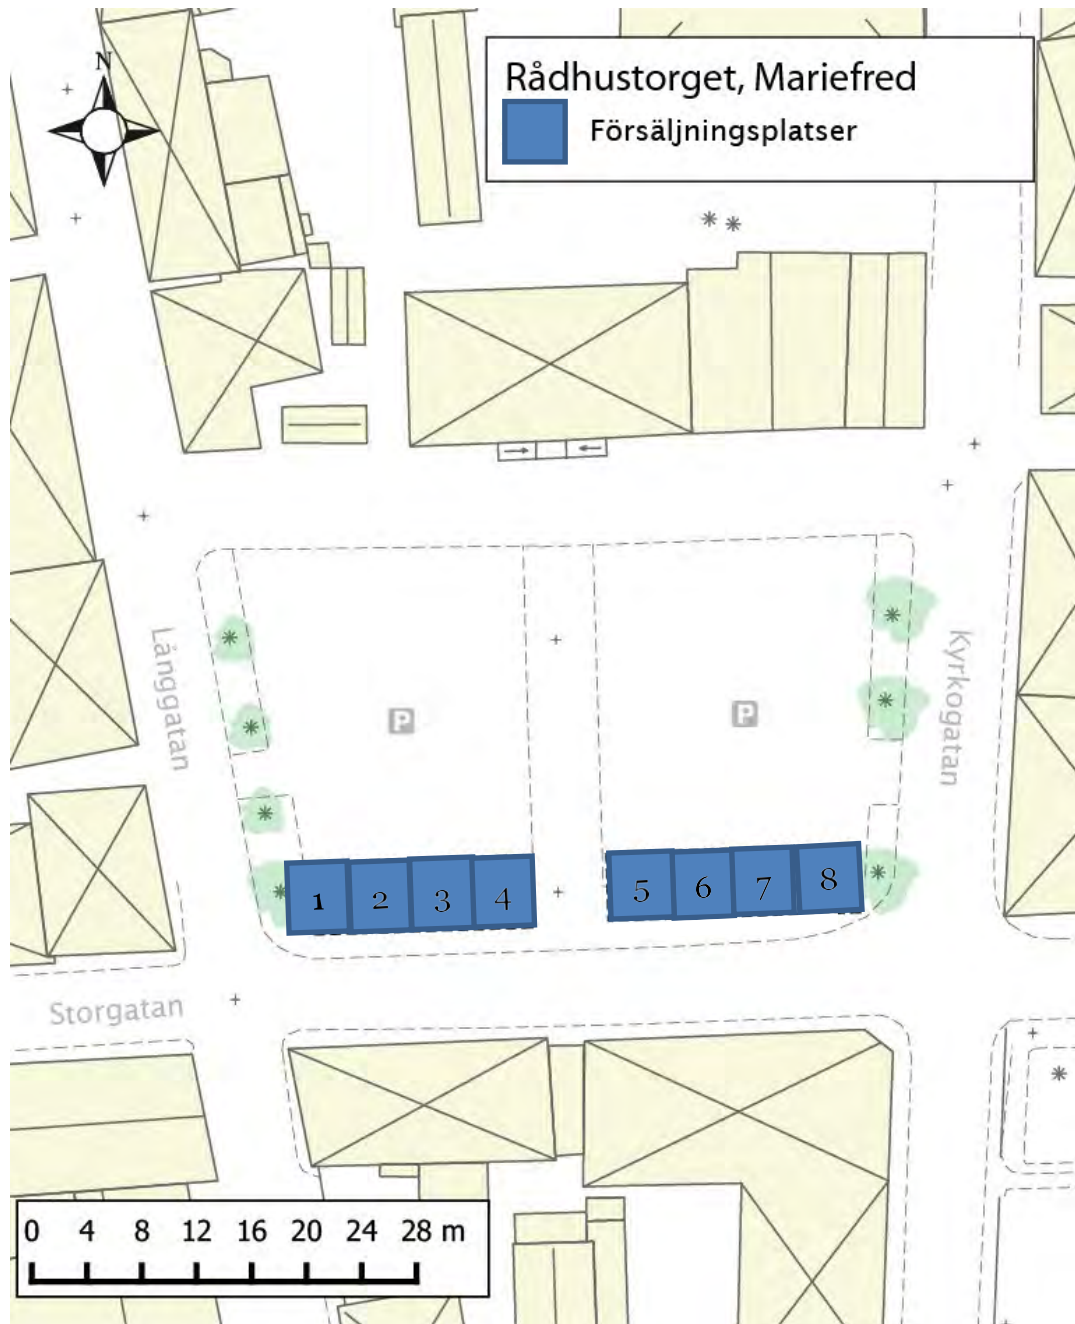 N
Rådhustorget, Mariefred
Försäljningsplatser
Långgatan
P
P
Kyrkogatan
1 2 3 4 5 6 7 8
Storgatan
0 4 8 12 16 20 24 28 m